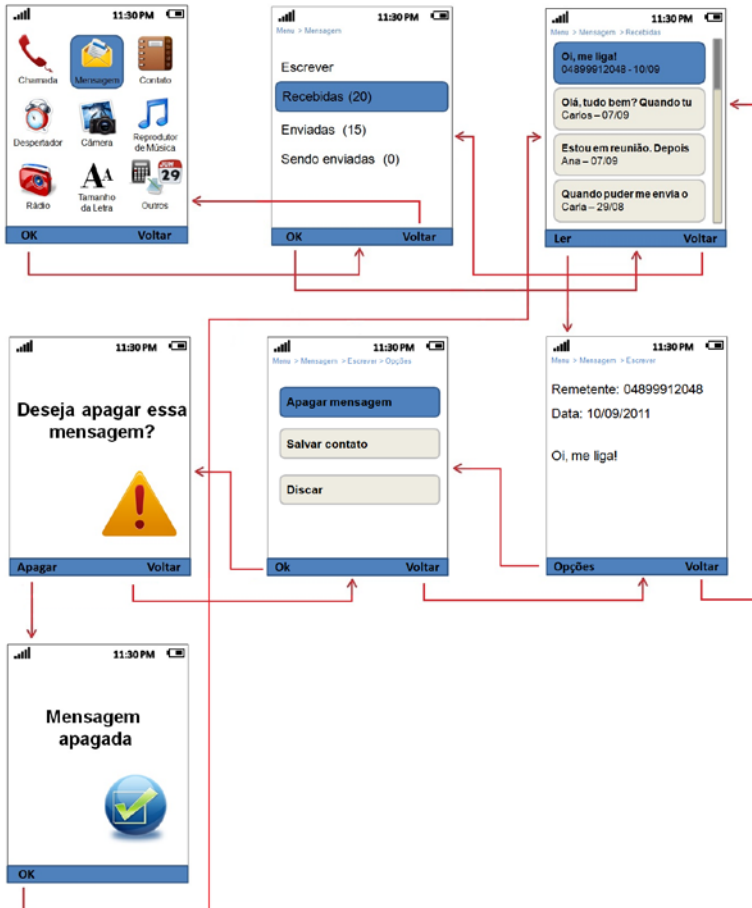 11:30 PM
Chamada
Mensagem
Contato
Despertador
Câmera
Reprodutor
de Música
Rádio
Tamanho
da Letra
Outros
JUN
29
OK
Voltar
11:30 PM
Menu > Mensagem
Escrever
Recebidas (20)
Enviadas (15)
Sendo enviadas (0)
OK
Voltar
11:30 PM
Menu > Mensagem > Recebidas
Oi, me liga!
04899912048 - 10/09
Olá, tudo bem? Quando tu
Carlos – 07/09
Estou em reunião. Depois
Ana – 07/09
Quando puder me envia o
Carla – 29/08
Ler
Voltar
11:30 PM
Deseja apagar essa
mensagem?
Apagar
Voltar
11:30 PM
Menu > Mensagem > Escrever > Opções
Apagar mensagem
Salvar contato
Discar
Ok
Voltar
11:30 PM
Menu > Mensagem > Escrever
Remetente: 04899912048
Data: 10/09/2011
Oi, me liga!
Opções
Voltar
11:30 PM
Mensagem
apagada
OK